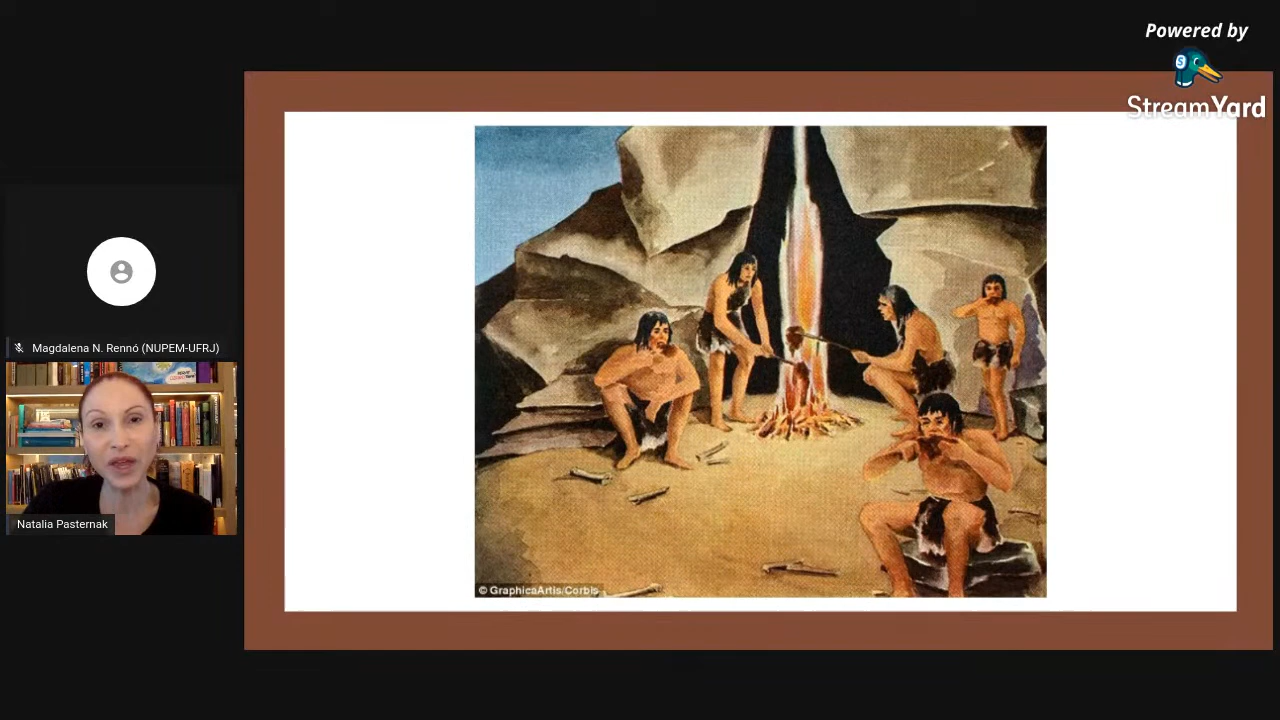 Powered by
StreamYard
Magdalena N. Rennó (NUPEM-UFRJ)
Natalia Pasternak
© GraphicaArtis/Corbis